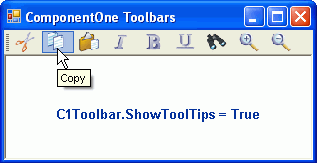 ComponentOne Toolbars
I B U
Copy
C1Toolbar.ShowToolTips = True